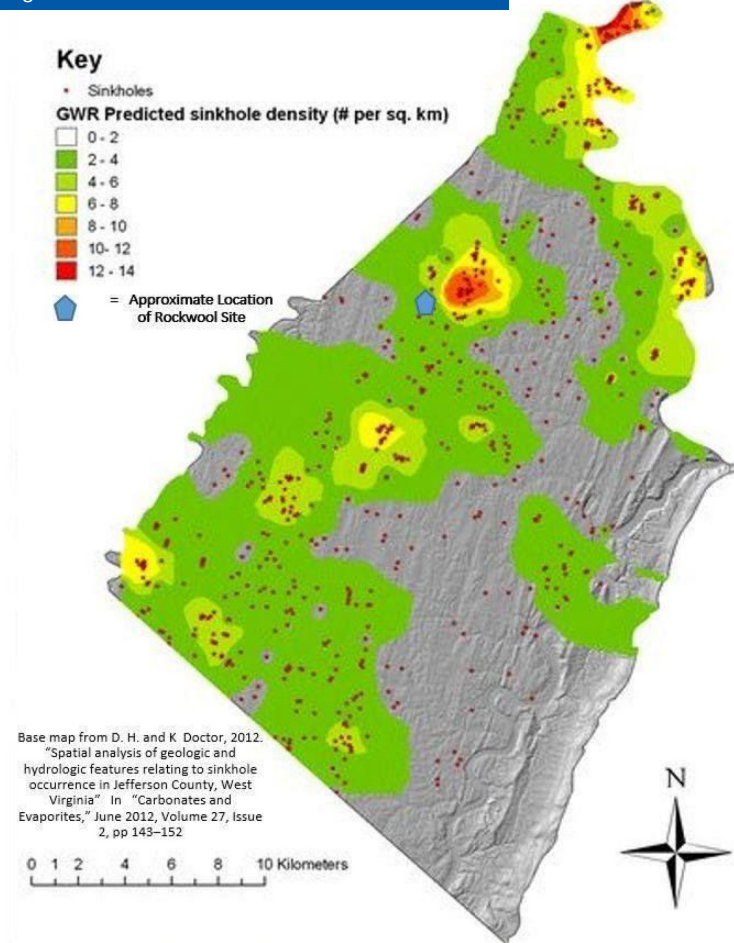 Key
Sinkholes
GWR Predicted sinkhole density (# per sq. km)
0 - 2
2 - 4
4 - 6
6 - 8
8 - 10
10- 12
12 - 14
= Approximate Location
of Rockwool Site
Base map from D. H. and K Doctor, 2012.
“Spatial analysis of geologic and
hydrologic features relating to sinkhole
occurrence in Jefferson County, West
Virginia” In “Carbonates and
Evaporites,” June 2012, Volume 27, Issue
2, pp 143–152
0 1 2 4 6 8 10 Kilometers
N